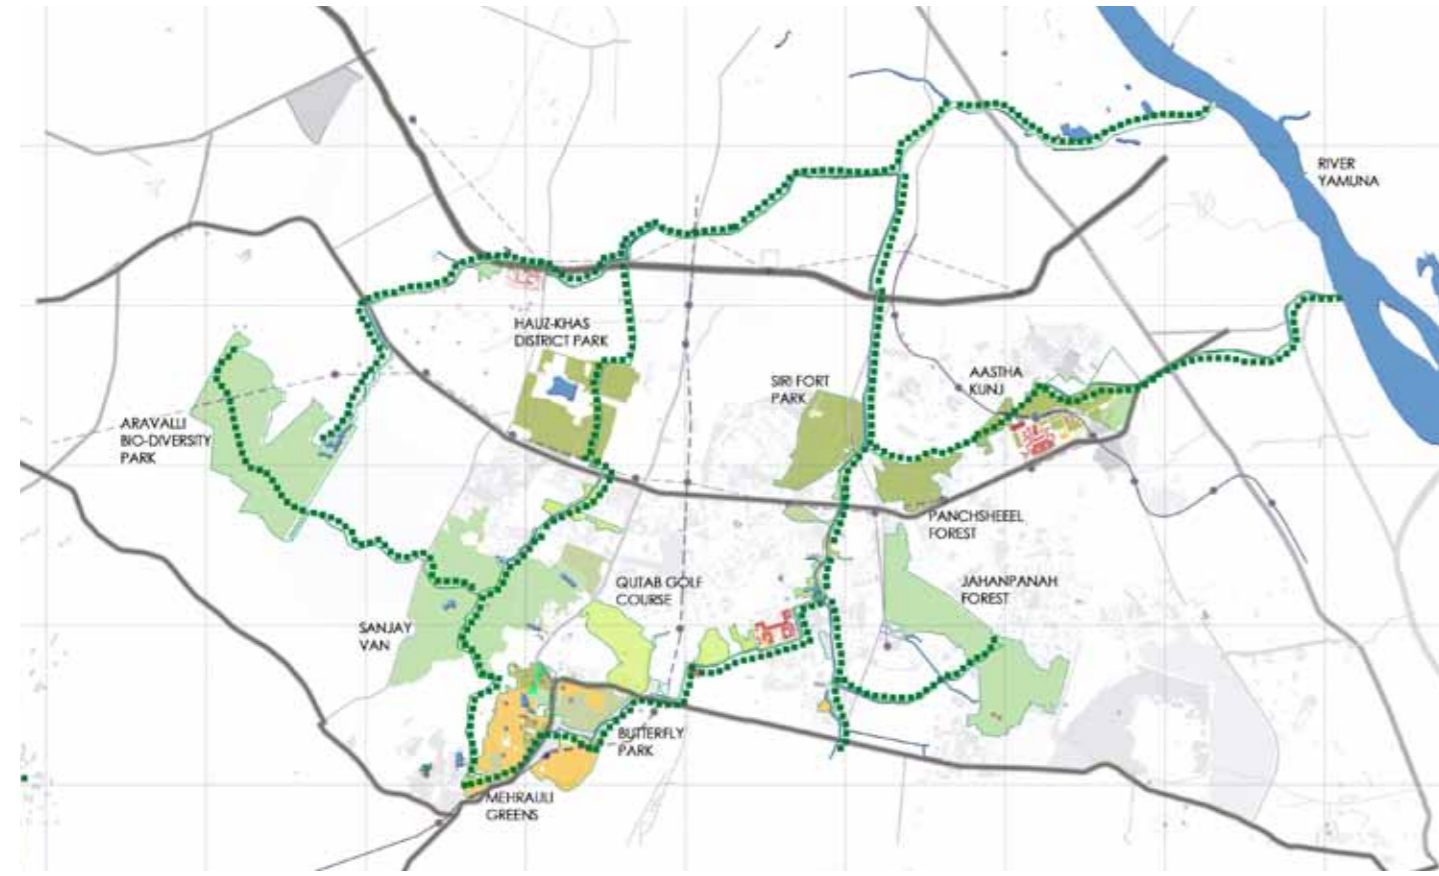 RIVER
YAMUNA
HAUZ-KHAS
DISTRICT PARK
SIRI FORT
PARK
AASTHA
KUNJ
ARAVALLI
BIO-DIVERSITY
PARK
PANCHSHEEEL
FOREST
QUTAB GOLF
COURSE
JAHANPANAH
FOREST
SANJAY
VAN
BUTTERFLY
PARK
MEHRAULI
GREENS